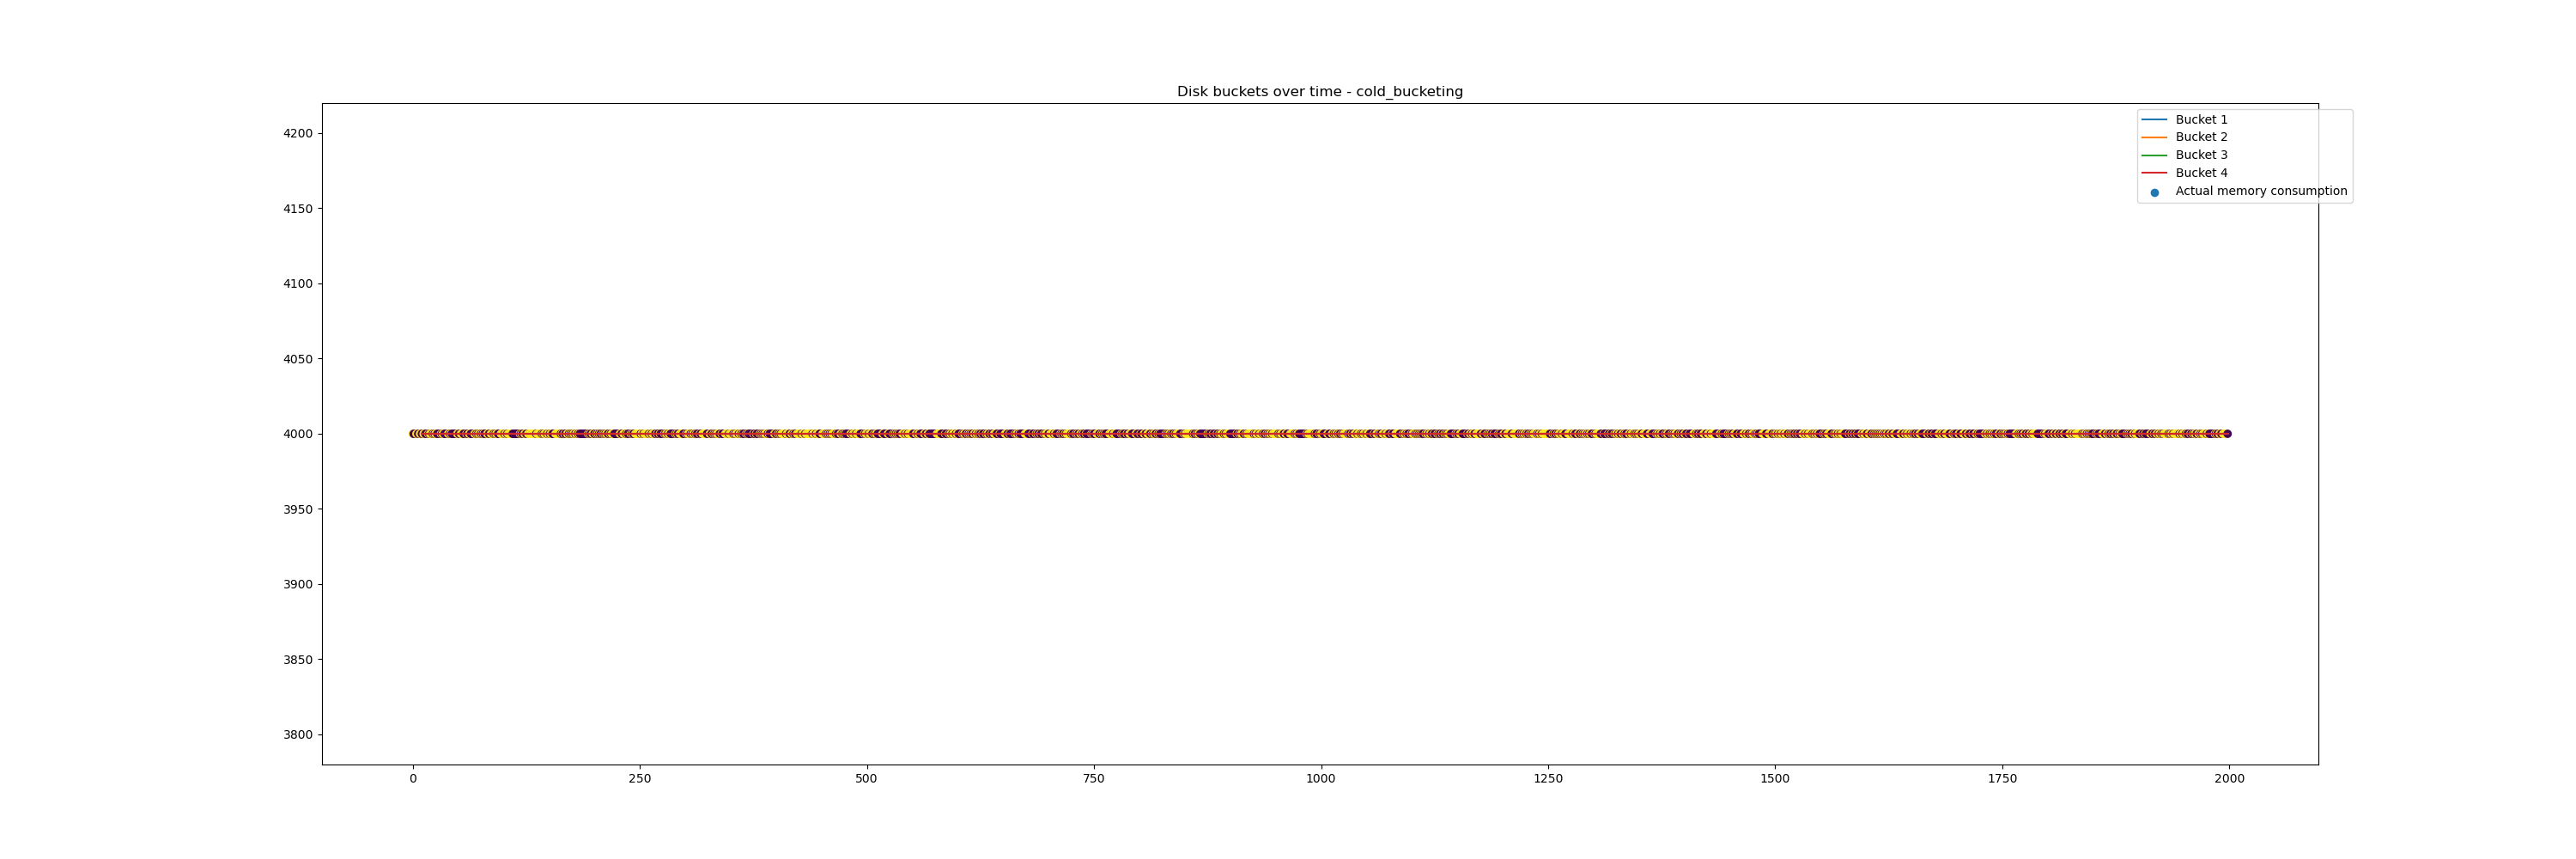 Disk buckets over time - cold_bucketing
Bucket 1
Bucket 2
Bucket 3
Bucket 4
Actual memory consumption
4200
4150
4100
4050
4000
3950
3900
3850
3800
0 250 500 750 1000 1250 1500 1750 2000